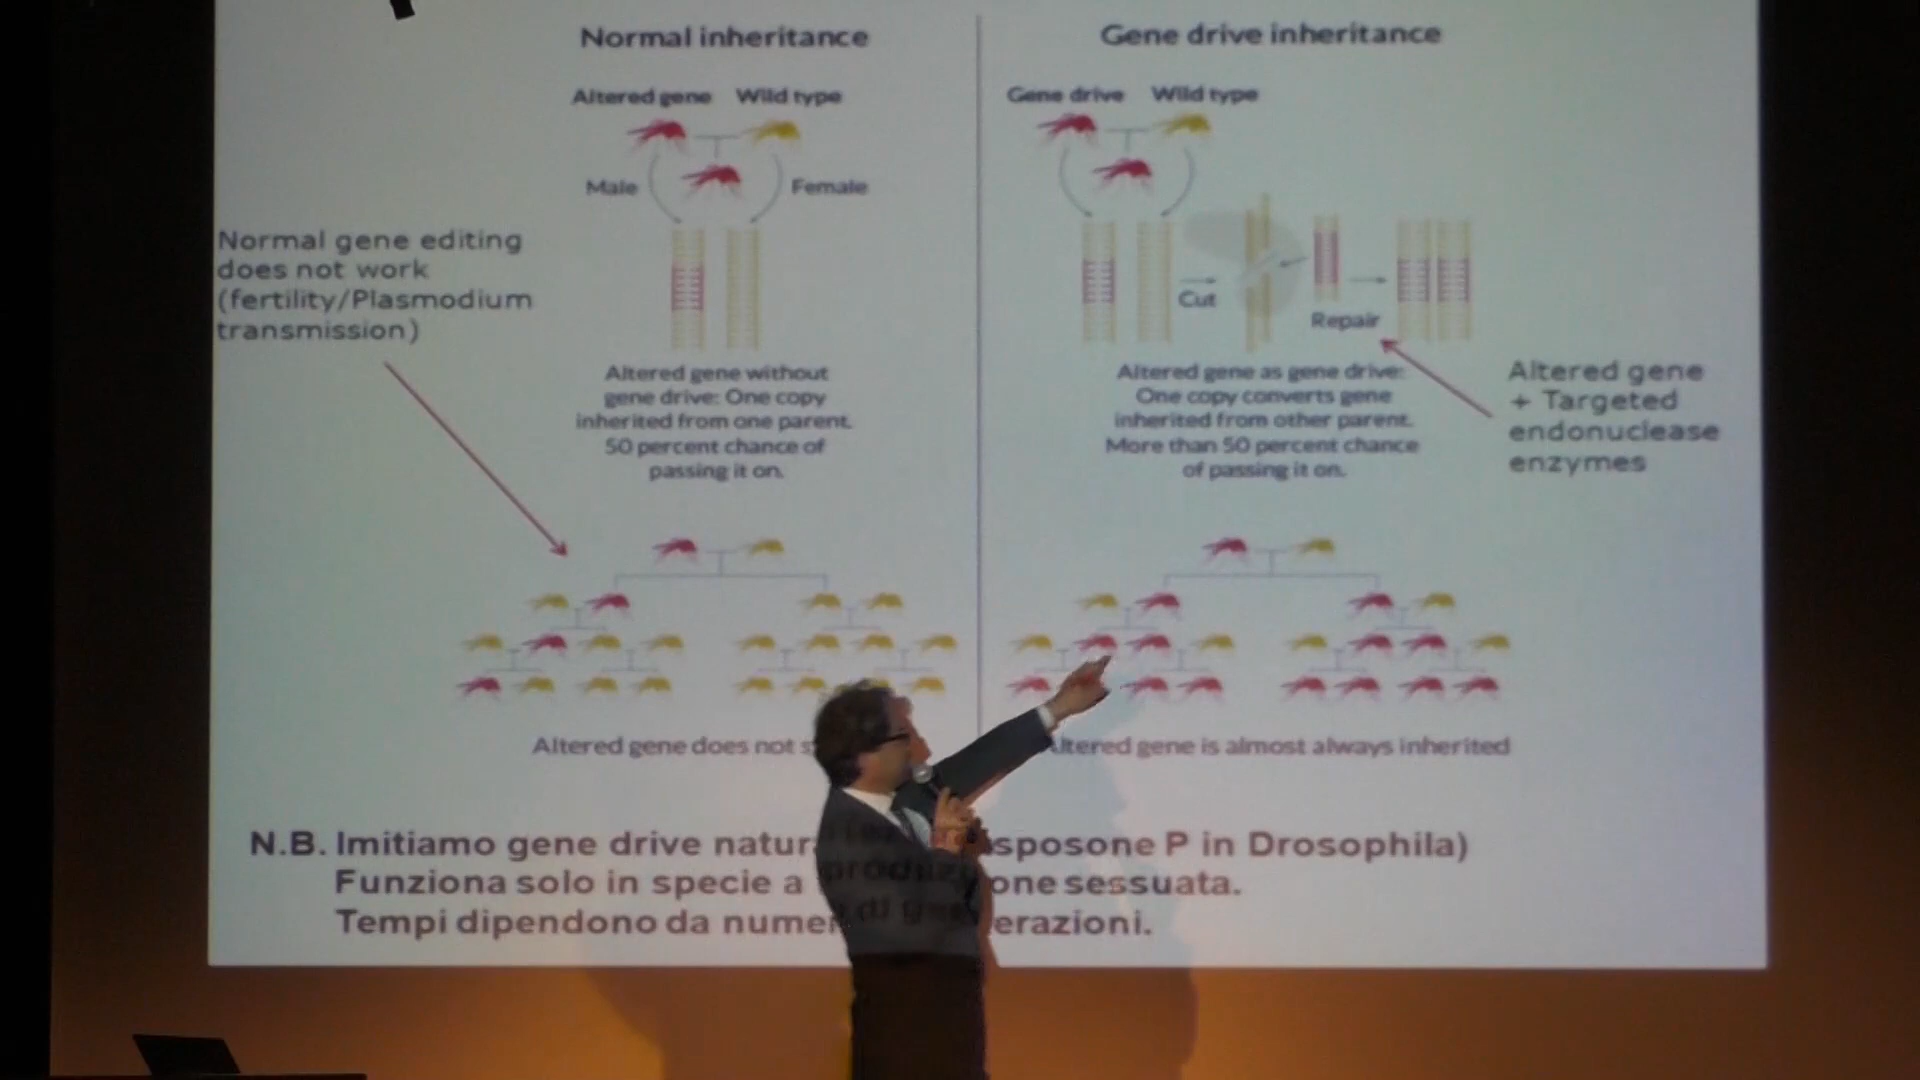 Normal inheritance
Altered gene Wild type
Male Female
Normal gene editing
does not work
(fertility/Plasmodium
transmission)
Altered gene without
gene drive: One copy
inherited from one parent.
50 percent chance of
passing it on.
Altered gene does not
Gene drive inheritance
Gene drive Wild type
Cut
Repair
Altered gene as gene drive:
One copy converts gene
inherited from other parent.
More than 50 percent chance
of passing it on.
Altered gene
+ Targeted
endonuclease
enzymes
Altered gene is almost always inherited
N.B. Imitiamo gene drive P in Drosophila)
Funziona solo in specie a sessuata.
Tempi dipendono da